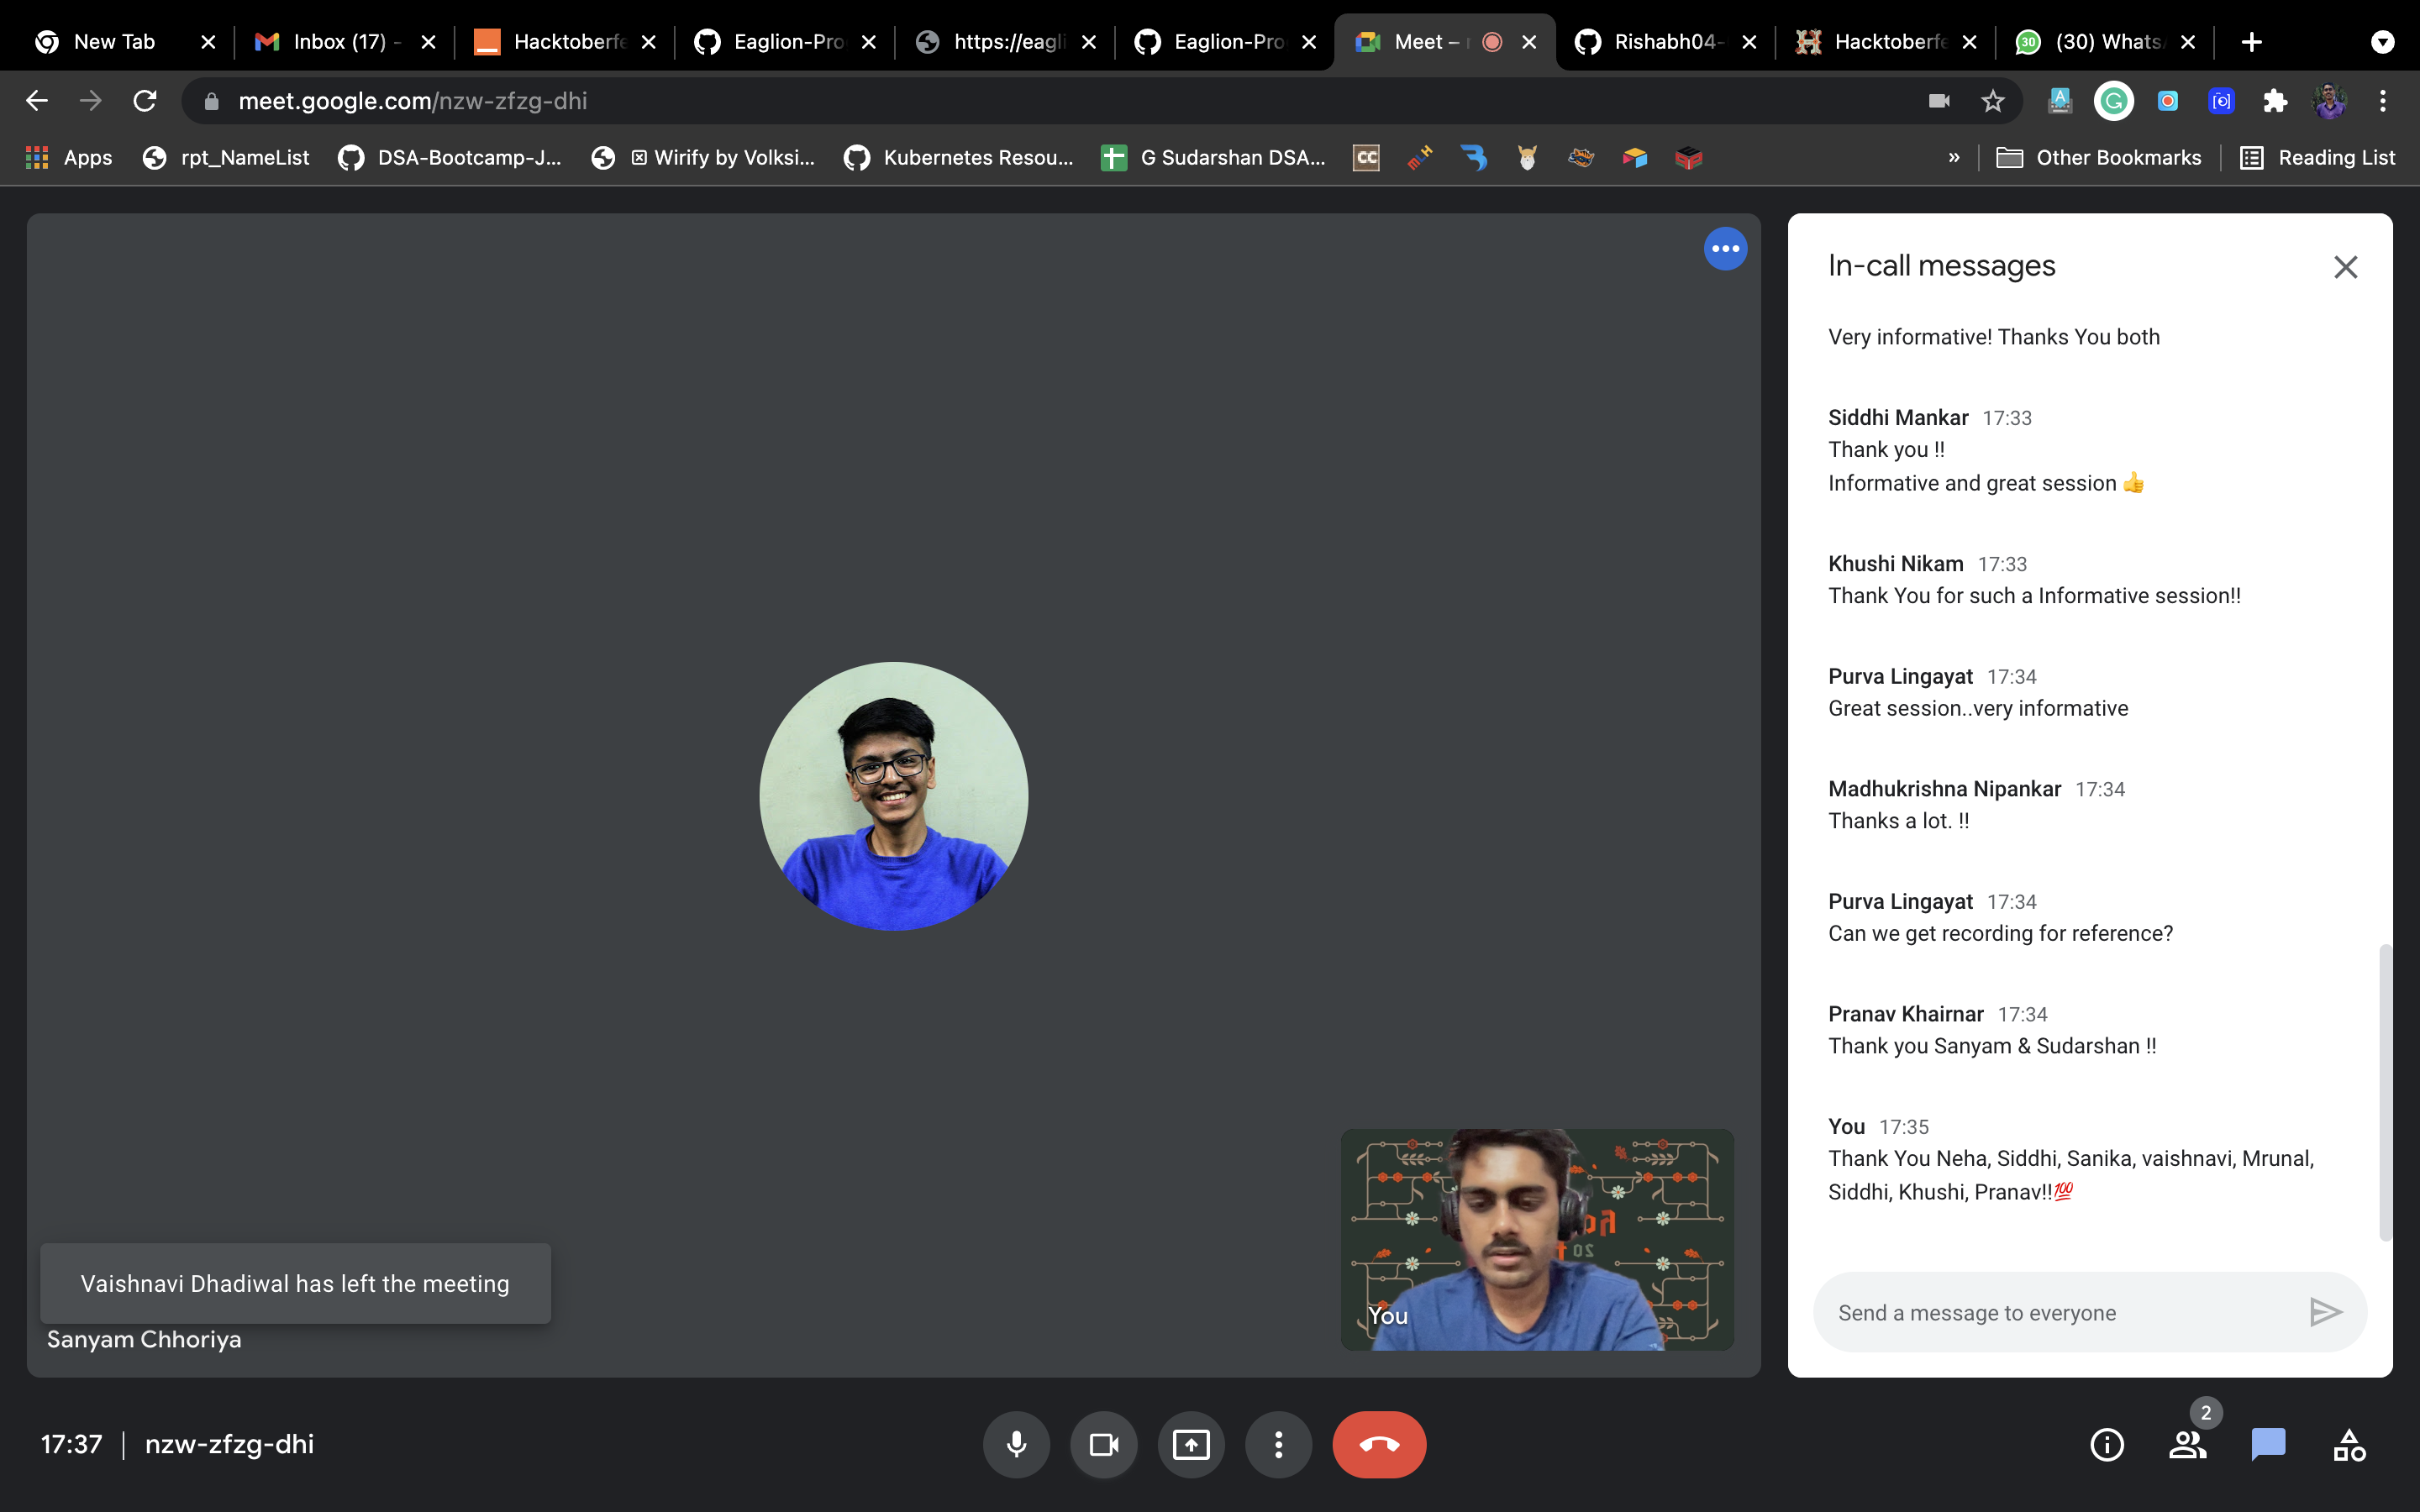 New Tab
Inbox (17) -
Hacktoberfe
Eaglion-Pro
https://eagli
Eaglion-Pro
Meet –
Rishabh04-
Hacktoberfe
30
(30) Whats
meet.google.com/nzw-zfzg-dhi
Apps
rpt_NameList
DSA-Bootcamp-J...
Wirify by Volksi...
Kubernetes Resou...
G Sudarshan DSA...
CC
»
Other Bookmarks
Reading List
In-call messages
Very informative! Thanks You both
Siddhi Mankar 17:33
Thank you !!
Informative and great session 👍
Khushi Nikam 17:33
Thank You for such a Informative session!!
Purva Lingayat 17:34
Great session..very informative
Madhukrishna Nipankar 17:34
Thanks a lot. !!
Purva Lingayat 17:34
Can we get recording for reference?
Pranav Khairnar 17:34
Thank you Sanyam & Sudarshan !!
You 17:35
Thank You Neha, Siddhi, Sanika, vaishnavi, Mrunal,
Siddhi, Khushi, Pranav!!💯
Send a message to everyone
Vaishnavi Dhadiwal has left the meeting
Sanyam Chhoriya
You
17:37 | nzw-zfzg-dhi
2